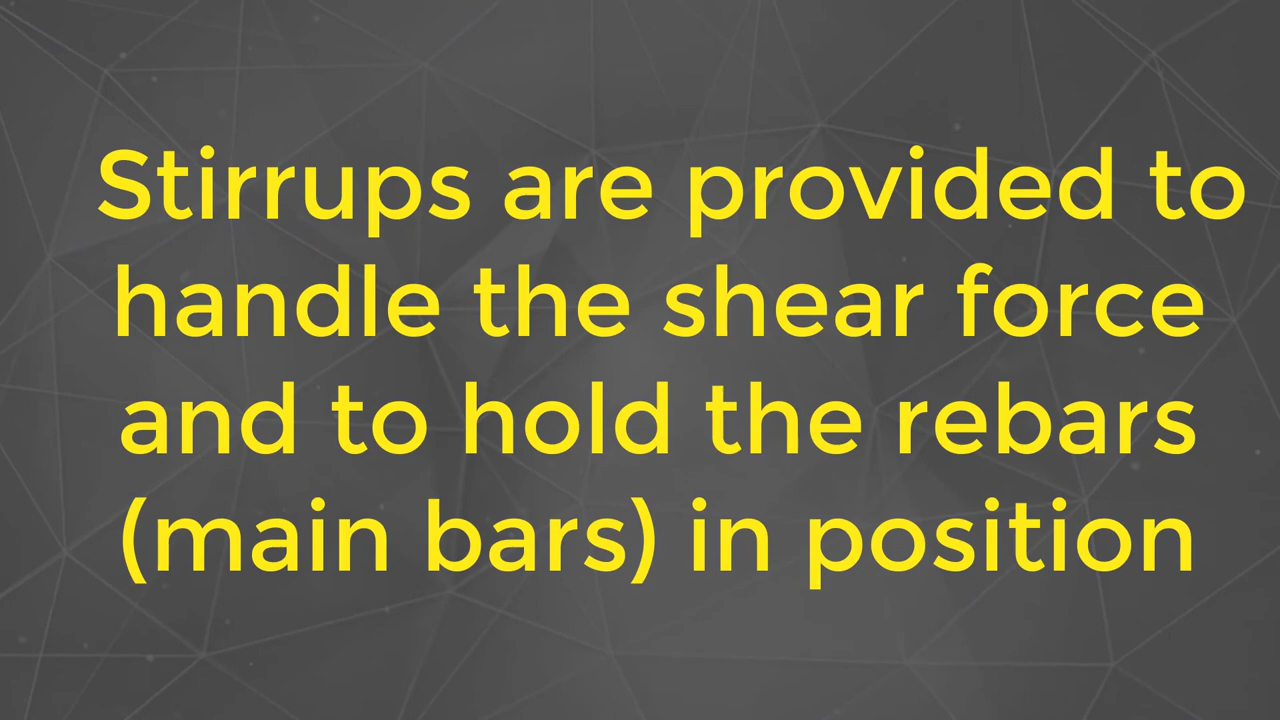 Stirrups are provided to
handle the shear force
and to hold the rebars
(main bars) in position